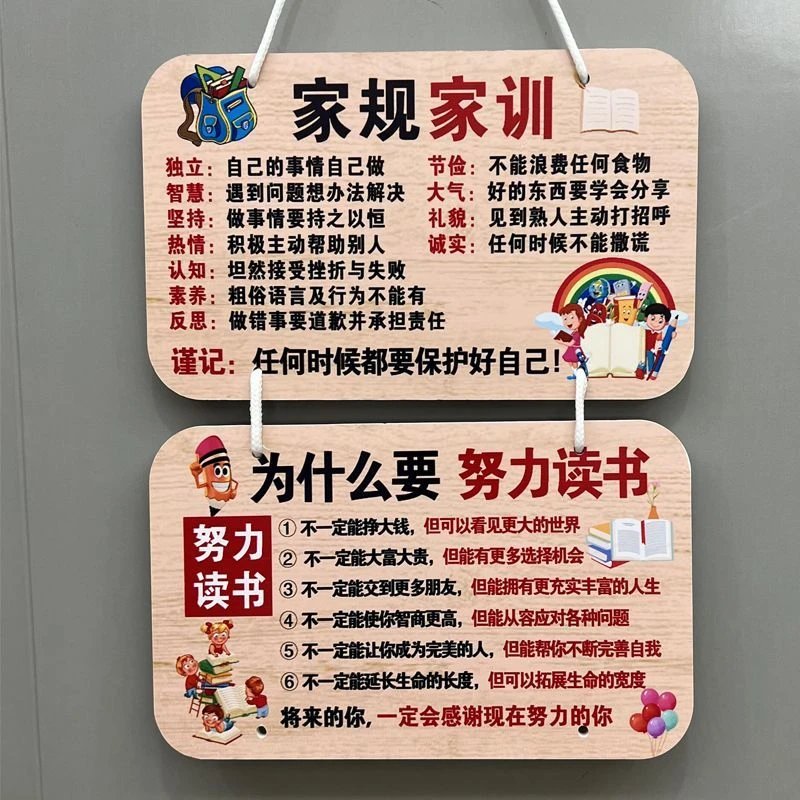 家规家训
独立：自己的事情自己做
智慧：遇到问题想办法解决
坚持：做事情要持之以恒
热情：积极主动帮助别人
认知：坦然接受挫折与失败
素养：粗俗语言及行为不能有
反思：做错事要道歉并承担责任
节俭：不能浪费任何食物
大气：好的东西要学会分享
礼貌：见到熟人主动打招呼
诚实：任何时候不能撒谎
谨记：任何时候都要保护好自己！
为什么要 努力读书
努力
读书
① 不一定能挣大钱，但可以看见更大的世界
② 不一定能大富大贵，但能有更多选择机会
③ 不一定能交到更多朋友，但能拥有更充实丰富的人生
④ 不一定能使你智商更高，但能从容应对各种问题
⑤ 不一定能让你成为完美的人，但能帮你不断完善自我
⑥ 不一定能延长生命的长度，但可以拓展生命的宽度
将来的你，一定会感谢现在努力的你